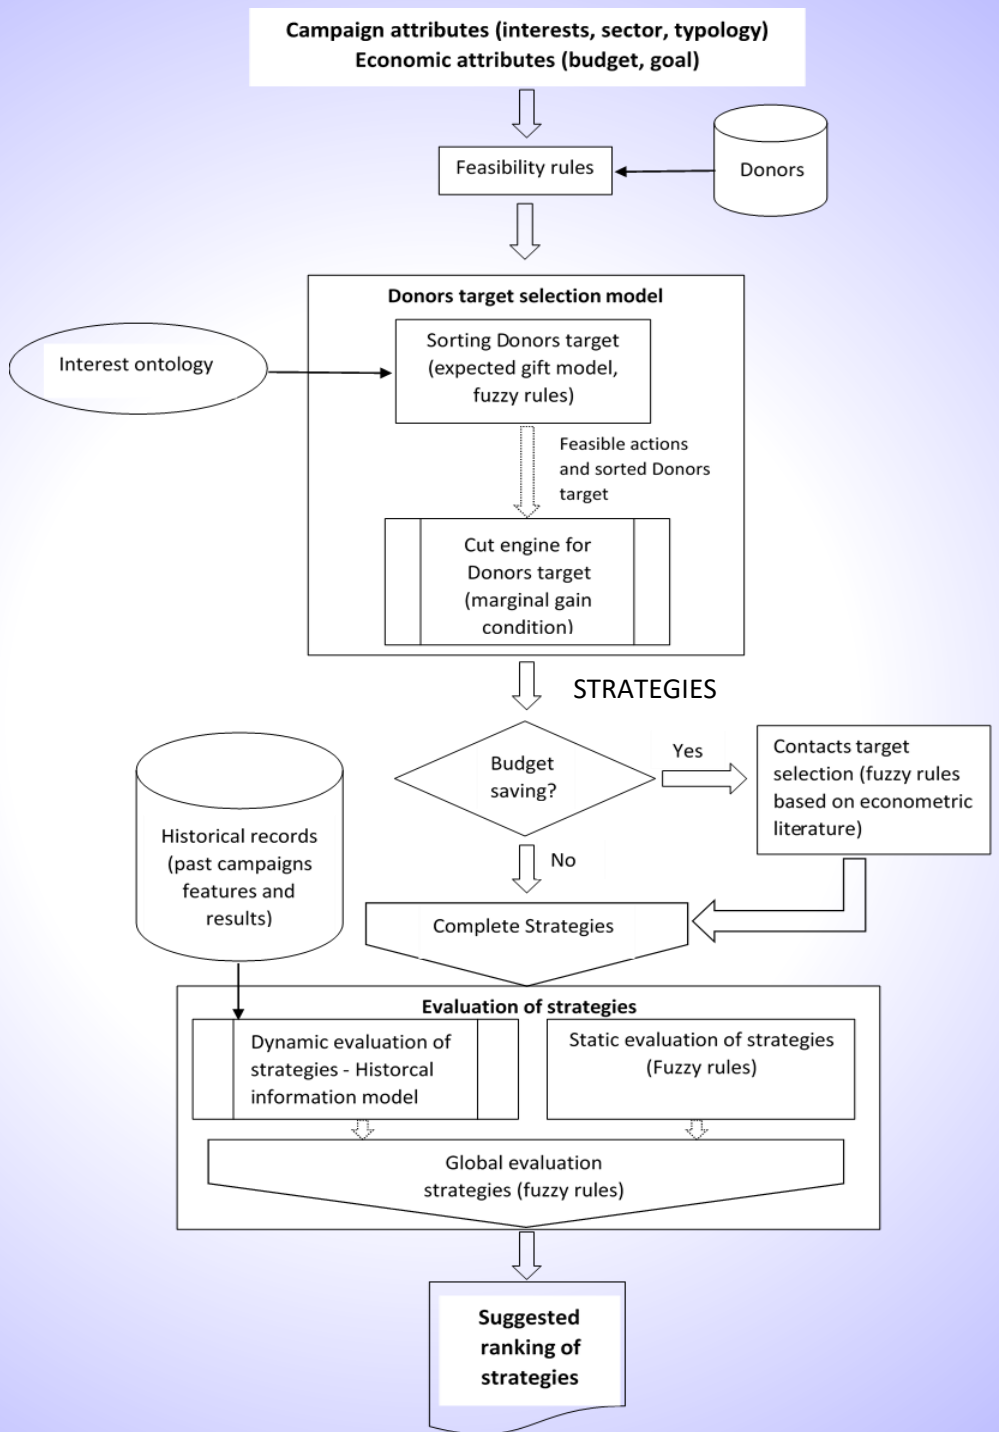 Campaign attributes (interests, sector, typology)
Economic attributes (budget, goal)
Feasibility rules
Donors
Donors target selection model
Sorting Donors target
(expected gift model,
fuzzy rules)
Interest ontology
Feasible actions
and sorted Donors
target
Cut engine for
Donors target
(marginal gain
condition)
STRATEGIES
Budget
saving?
Yes
Contacts target
selection (fuzzy rules
based on econometric
literature)
No
Historical records
(past campaigns
features and
results)
Complete Strategies
Evaluation of strategies
Dynamic evaluation of
strategies - Historcal
information model
Static evaluation of strategies
(Fuzzy rules)
Global evaluation
strategies (fuzzy rules)
Suggested
ranking of
strategies